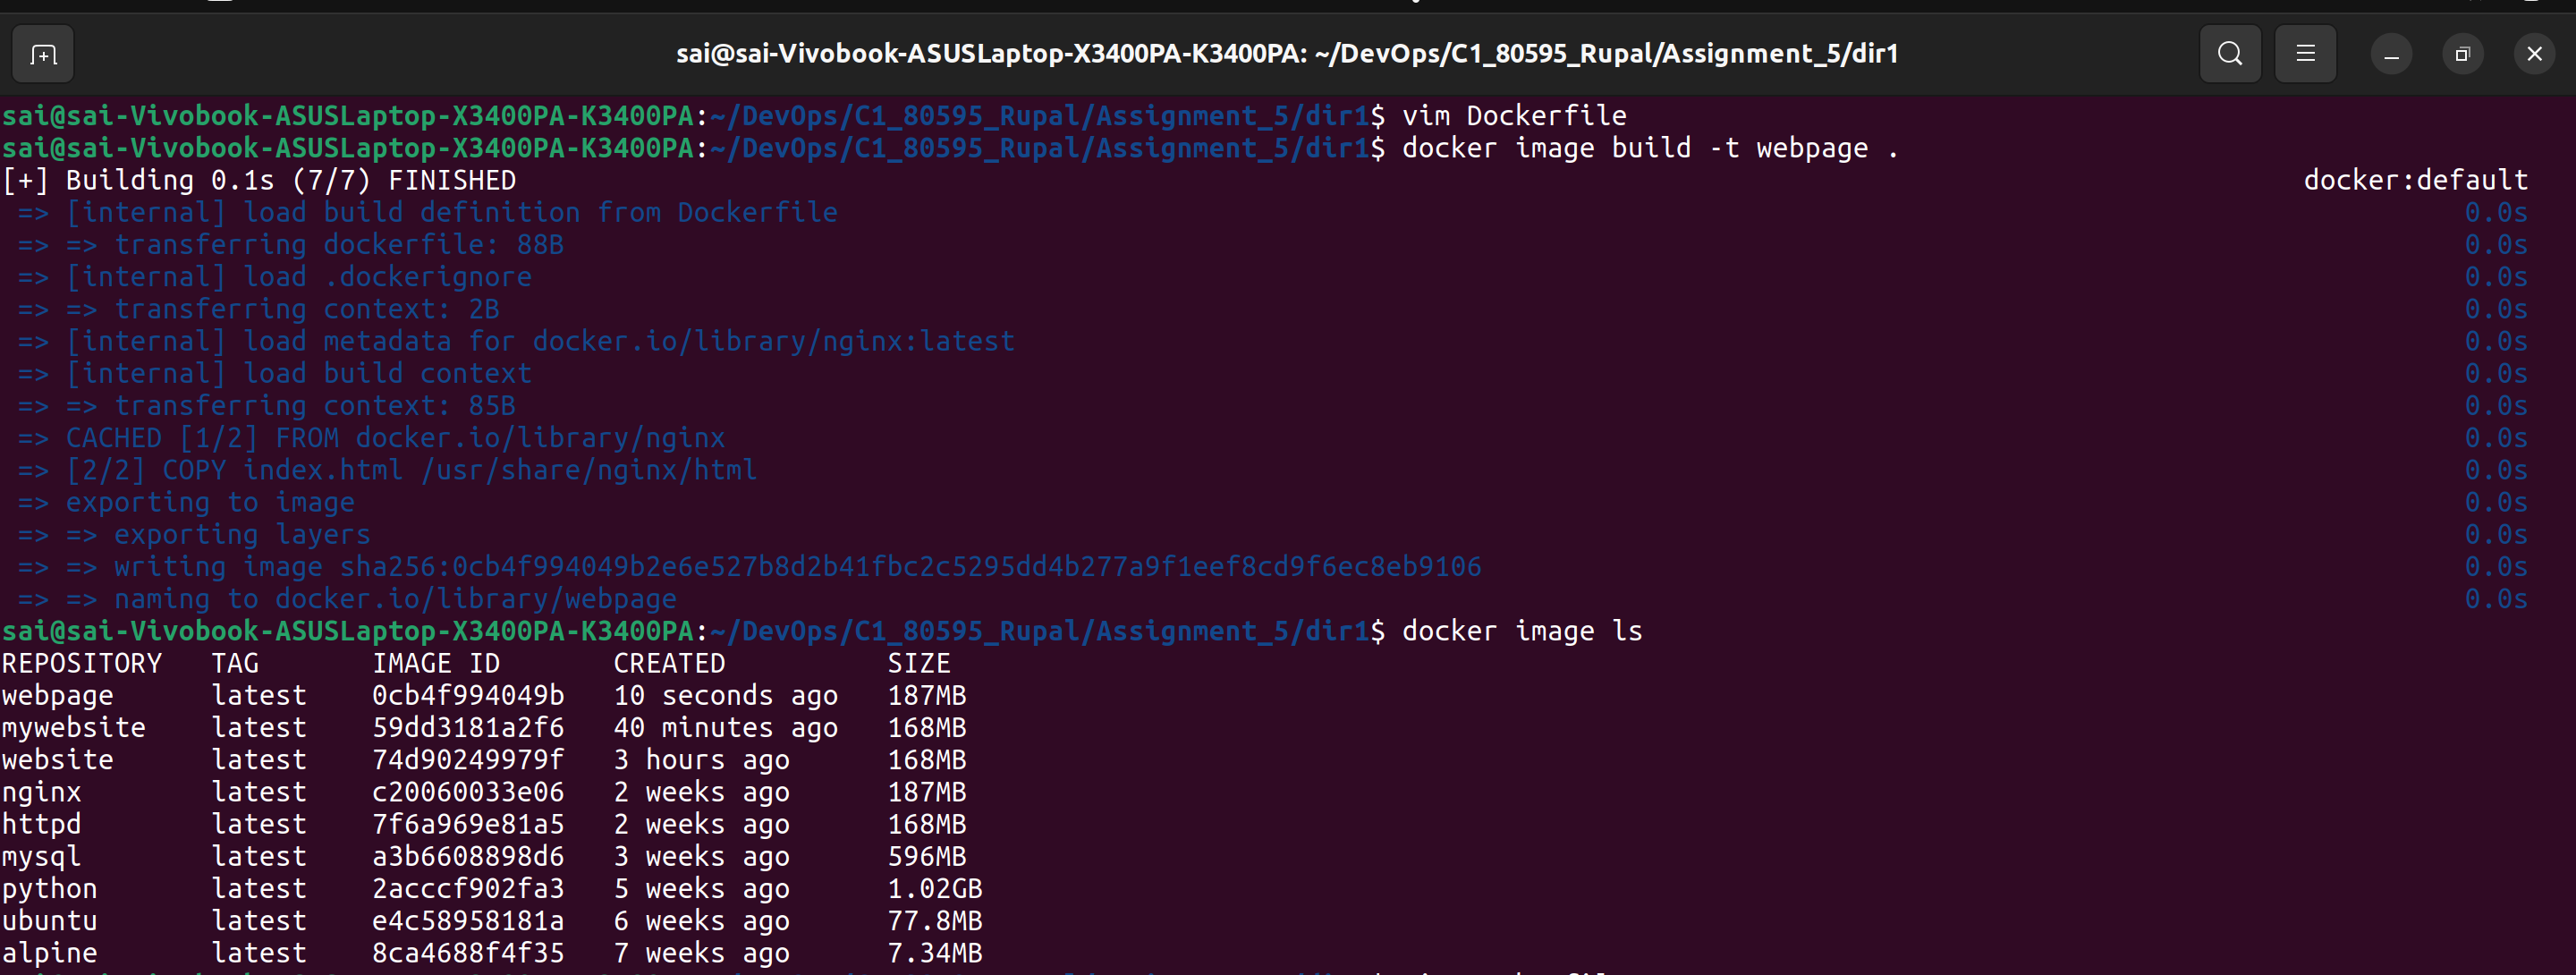 sai@sai-Vivobook-ASUSLaptop-X3400PA-K3400PA: ~/DevOps/C1_80595_Rupal/Assignment_5/dir1
sai@sai-Vivobook-ASUSLaptop-X3400PA-K3400PA:~/DevOps/C1_80595_Rupal/Assignment_5/dir1$ vim Dockerfile
sai@sai-Vivobook-ASUSLaptop-X3400PA-K3400PA:~/DevOps/C1_80595_Rupal/Assignment_5/dir1$ docker image build -t webpage .
[+] Building 0.1s (7/7) FINISHED docker:default
=> [internal] load build definition from Dockerfile 0.0s
=> => transferring dockerfile: 88B 0.0s
=> [internal] load .dockerignore 0.0s
=> => transferring context: 2B 0.0s
=> [internal] load metadata for docker.io/library/nginx:latest 0.0s
=> [internal] load build context 0.0s
=> => transferring context: 85B 0.0s
=> CACHED [1/2] FROM docker.io/library/nginx 0.0s
=> [2/2] COPY index.html /usr/share/nginx/html 0.0s
=> exporting to image 0.0s
=> => exporting layers 0.0s
=> => writing image sha256:0cb4f994049b2e6e527b8d2b41fbc2c5295dd4b277a9f1eef8cd9f6ec8eb9106 0.0s
=> => naming to docker.io/library/webpage 0.0s
sai@sai-Vivobook-ASUSLaptop-X3400PA-K3400PA:~/DevOps/C1_80595_Rupal/Assignment_5/dir1$ docker image ls
REPOSITORY TAG IMAGE ID CREATED SIZE
webpage latest 0cb4f994049b 10 seconds ago 187MB
mywebsite latest 59dd3181a2f6 40 minutes ago 168MB
website latest 74d90249979f 3 hours ago 168MB
nginx latest c20060033e06 2 weeks ago 187MB
httpd latest 7f6a969e81a5 2 weeks ago 168MB
mysql latest a3b6608898d6 3 weeks ago 596MB
python latest 2acccf902fa3 5 weeks ago 1.02GB
ubuntu latest e4c58958181a 6 weeks ago 77.8MB
alpine latest 8ca4688f4f35 7 weeks ago 7.34MB